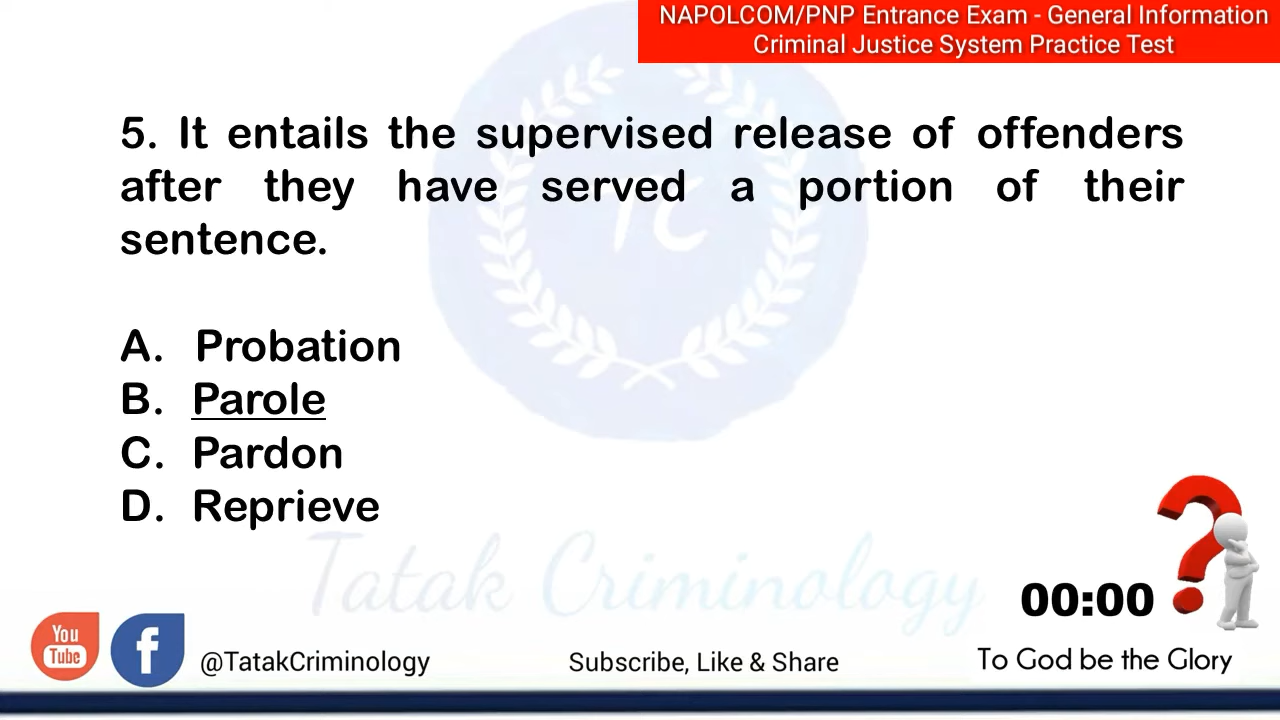 NAPOLCOM/PNP Entrance Exam - General Information
Criminal Justice System Practice Test
5. It entails the supervised release of offenders
after they have served a portion of their
sentence.
A. Probation
B. Parole
C. Pardon
D. Reprieve
TC
Tatak Criminology
00:00
You
Tube
f
@TatakCriminology
Subscribe, Like & Share
To God be the Glory